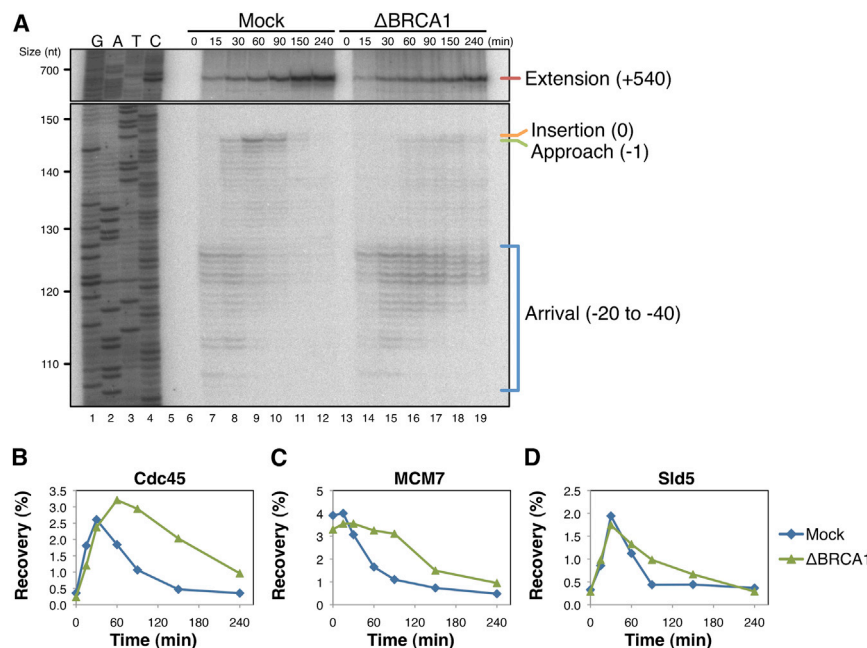 A
Mock
ΔBRCA1
G A T C
0 15 30 60 90 150 240 0 15 30 60 90 150 240 (min)
Size (nt)
700
Extension (+540)
150
Insertion (0)
Approach (-1)
140
130
120
Arrival (-20 to -40)
110
1 2 3 4 5 6 7 8 9 10 11 12 13 14 15 16 17 18 19
B
Cdc45
Recovery (%)
3.5
3.0
2.5
2.0
1.5
1.0
0.5
0.0
0 60 120 180 240
Time (min)
C
MCM7
Recovery (%)
5
4
3
2
1
0
0 60 120 180 240
Time (min)
D
Sld5
Recovery (%)
2.5
2.0
1.5
1.0
0.5
0.0
0 60 120 180 240
Time (min)
Mock
ΔBRCA1